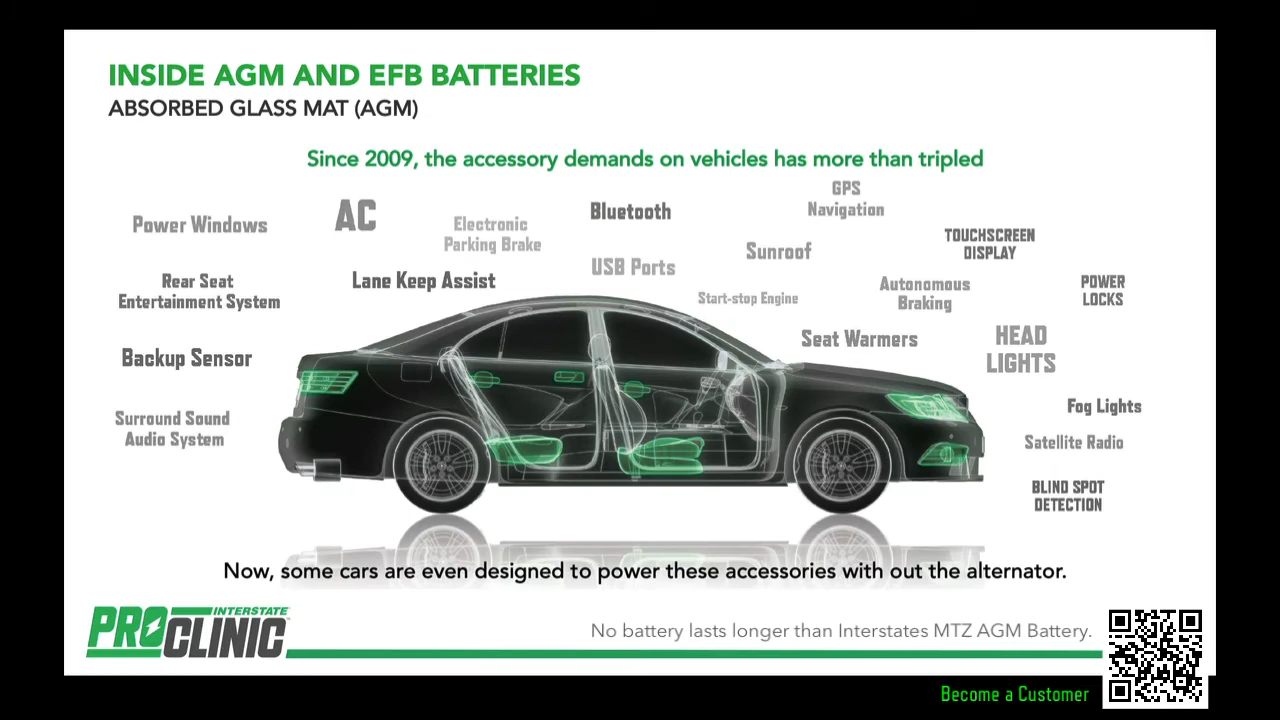 INSIDE AGM AND EFB BATTERIES
ABSORBED GLASS MAT (AGM)
Since 2009, the accessory demands on vehicles has more than tripled
Power Windows
AC
Electronic
Parking Brake
Bluetooth
GPS
Navigation
Sunroof
TOUCHSCREEN
DISPLAY
Rear Seat
Entertainment System
Lane Keep Assist
USB Ports
Start-stop Engine
Autonomous
Braking
POWER
LOCKS
Backup Sensor
Seat Warmers
HEAD
LIGHTS
Surround Sound
Audio System
Fog Lights
Satellite Radio
BLIND SPOT
DETECTION
Now, some cars are even designed to power these accessories with out the alternator.
INTERSTATE
PRO CLINIC
No battery lasts longer than Interstates MTZ AGM Battery.
Become a Customer